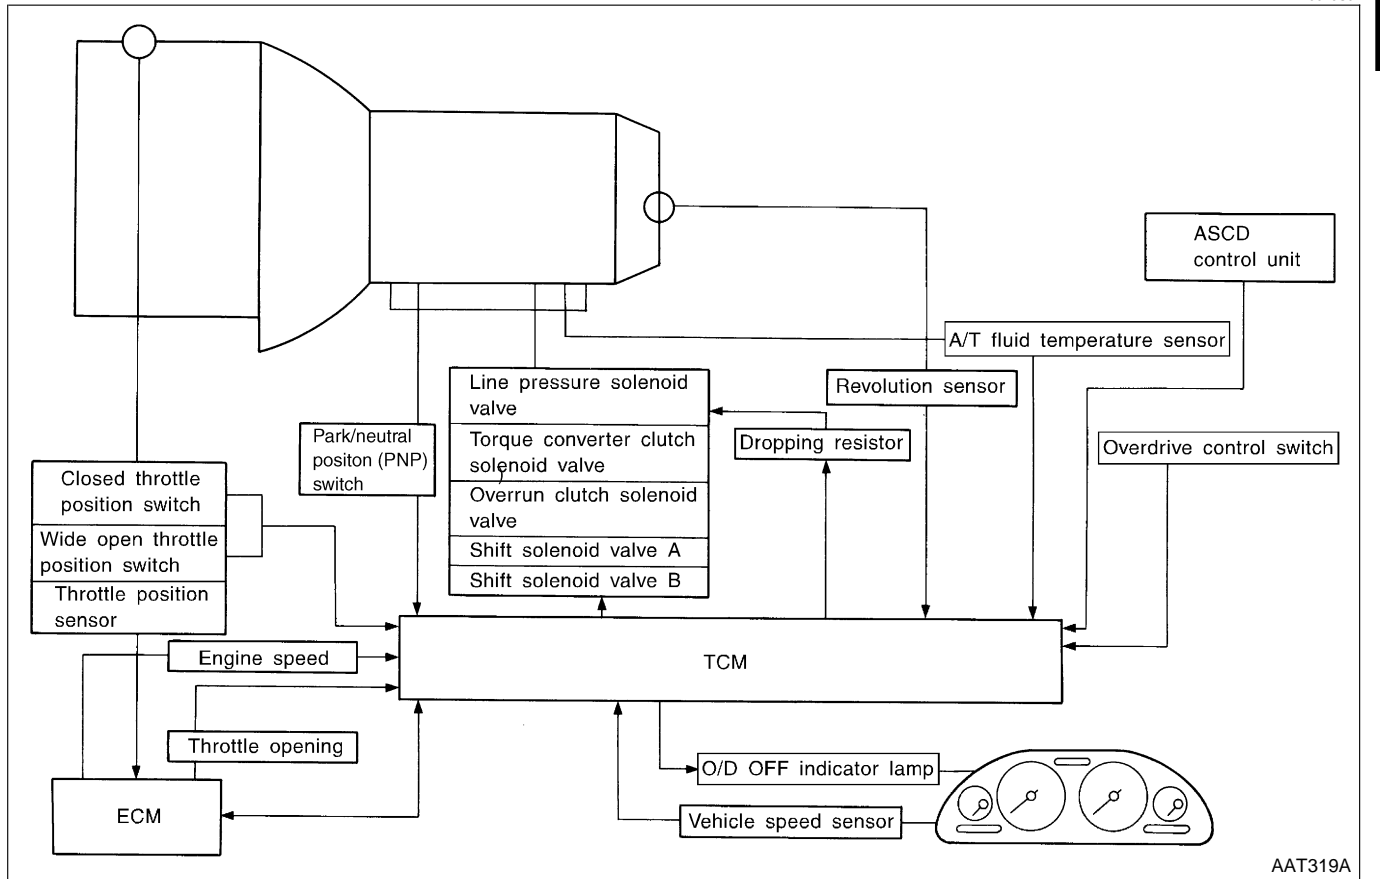 ASCD
control unit
A/T fluid temperature sensor
Line pressure solenoid
valve
Revolution sensor
Park/neutral
positon (PNP)
switch
Torque converter clutch
solenoid valve
Dropping resistor
Overdrive control switch
Closed throttle
position switch
Overrun clutch solenoid
valve
Wide open throttle
position switch
Shift solenoid valve A
Shift solenoid valve B
Throttle position
sensor
Engine speed
TCM
Throttle opening
O/D OFF indicator lamp
ECM
Vehicle speed sensor
AAT319A